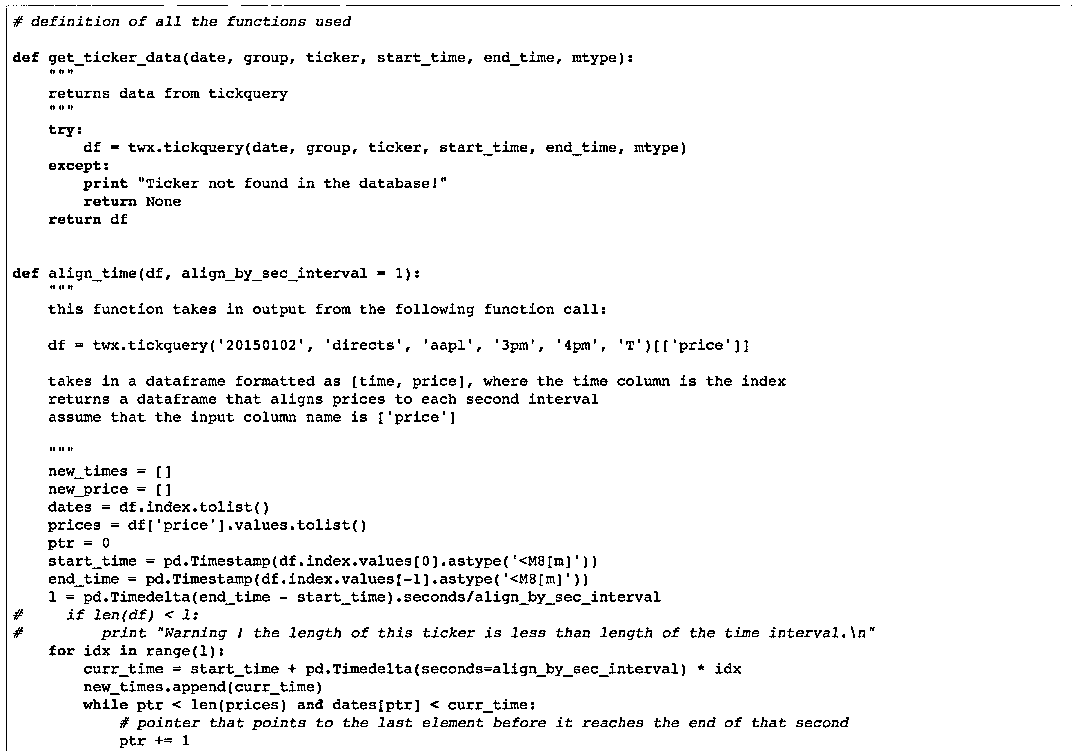 # definition of all the functions used
def get_ticker_data(date, group, ticker, start_time, end_time, mtype):
    """
    returns data from tickquery
    """
    try:
        df = twx.tickquery(date, group, ticker, start_time, end_time, mtype)
    except:
        print "Ticker not found in the database!"
        return None
    return df
def align_time(df, align_by_sec_interval = 1):
    """
    this function takes in output from the following function call:
    df = twx.tickquery('20150102', 'directs', 'aapl', '3pm', '4pm', 'T')[['price']]
    takes in a dataframe formatted as [time, price], where the time column is the index
    returns a dataframe that aligns prices to each second interval
    assume that the input column name is ['price']
    """
    new_times = []
    new_price = []
    dates = df.index.tolist()
    prices = df['price'].values.tolist()
    ptr = 0
    start_time = pd.Timestamp(df.index.values[0].astype('<M8[m]'))
    end_time = pd.Timestamp(df.index.values[-1].astype('<M8[m]'))
    l = pd.Timedelta(end_time - start_time).seconds/align_by_sec_interval
#     if len(df) < l:
#         print "Warning ! the length of this ticker is less than length of the time interval.\n"
    for idx in range(l):
        curr_time = start_time + pd.Timedelta(seconds=align_by_sec_interval) * idx
        new_times.append(curr_time)
        while ptr < len(prices) and dates[ptr] < curr_time:
            # pointer that points to the last element before it reaches the end of that second
            ptr += 1